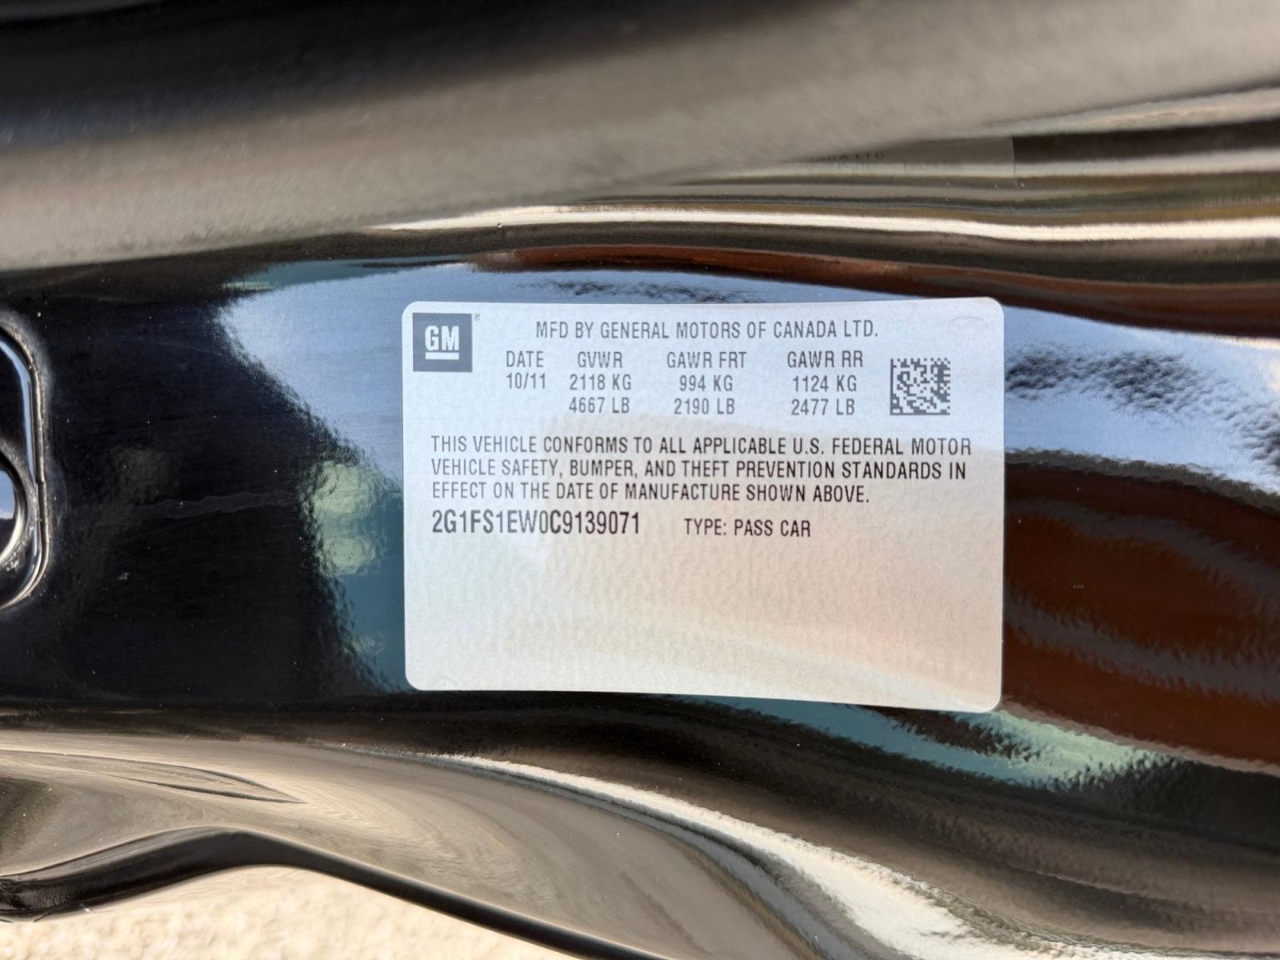 GM
MFD BY GENERAL MOTORS OF CANADA LTD.
DATE GVWR GAWR FRT GAWR RR
10/11 2118 KG 994 KG 1124 KG
4667 LB 2190 LB 2477 LB
THIS VEHICLE CONFORMS TO ALL APPLICABLE U.S. FEDERAL MOTOR
VEHICLE SAFETY, BUMPER, AND THEFT PREVENTION STANDARDS IN
EFFECT ON THE DATE OF MANUFACTURE SHOWN ABOVE.
2G1FS1EW0C9139071 TYPE: PASS CAR